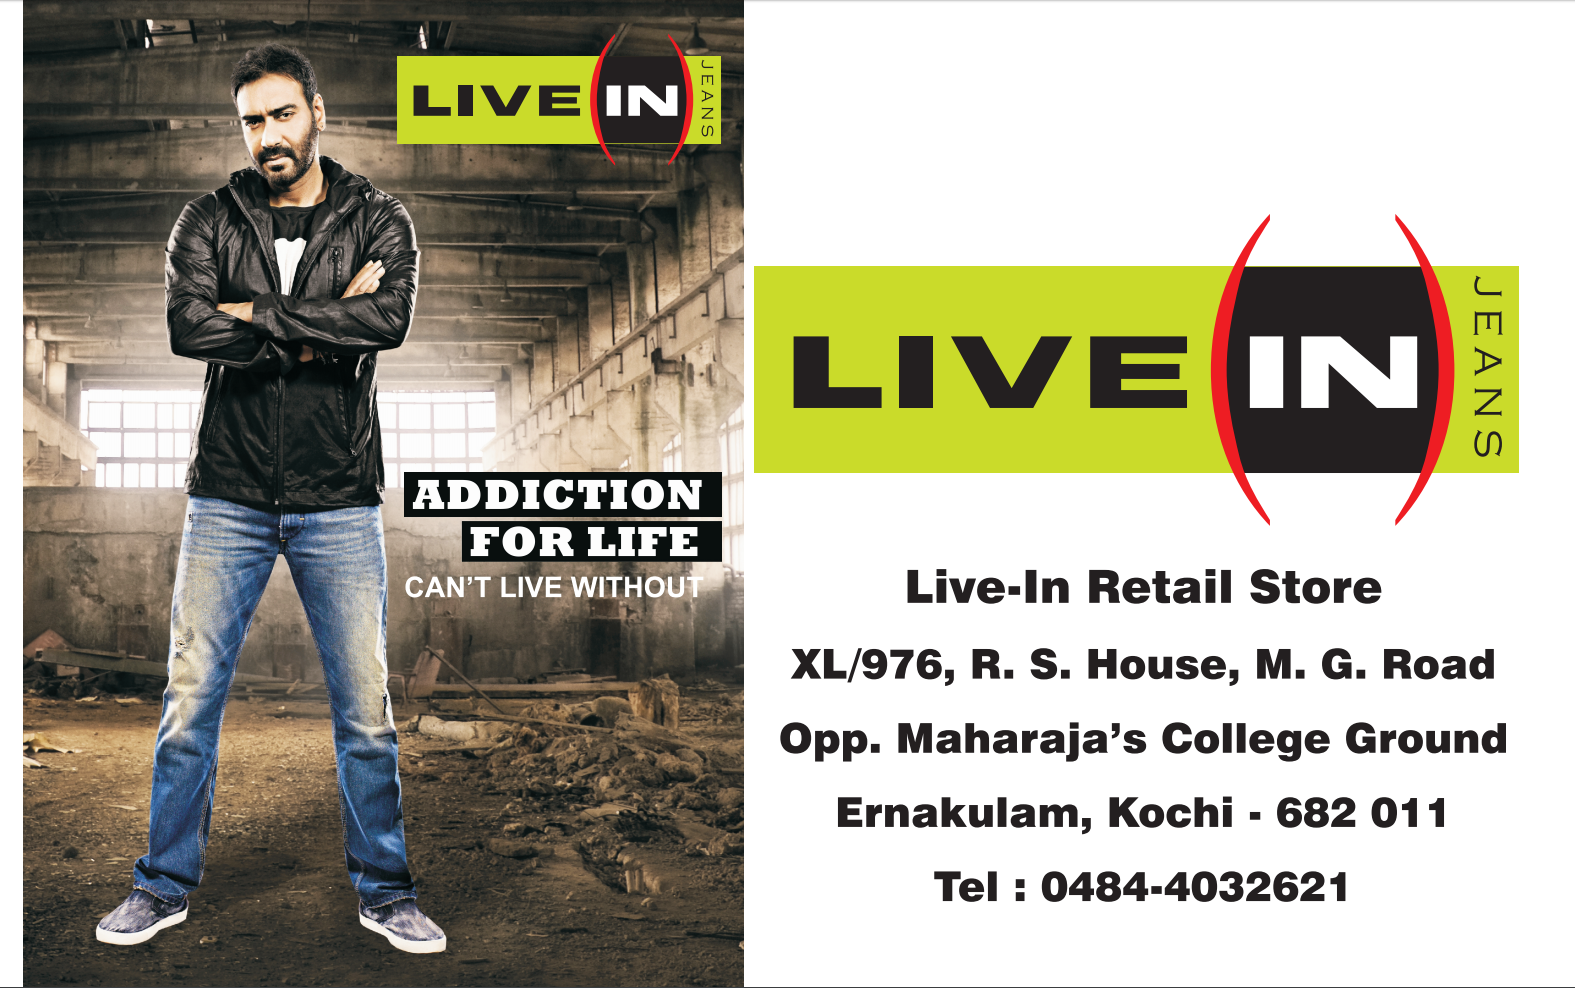 LIVE IN JEANS
ADDICTION
FOR LIFE
CAN'T LIVE WITHOUT
LIVE IN JEANS
Live-In Retail Store
XL/976, R. S. House, M. G. Road
Opp. Maharaja's College Ground
Ernakulam, Kochi - 682 011
Tel : 0484-4032621